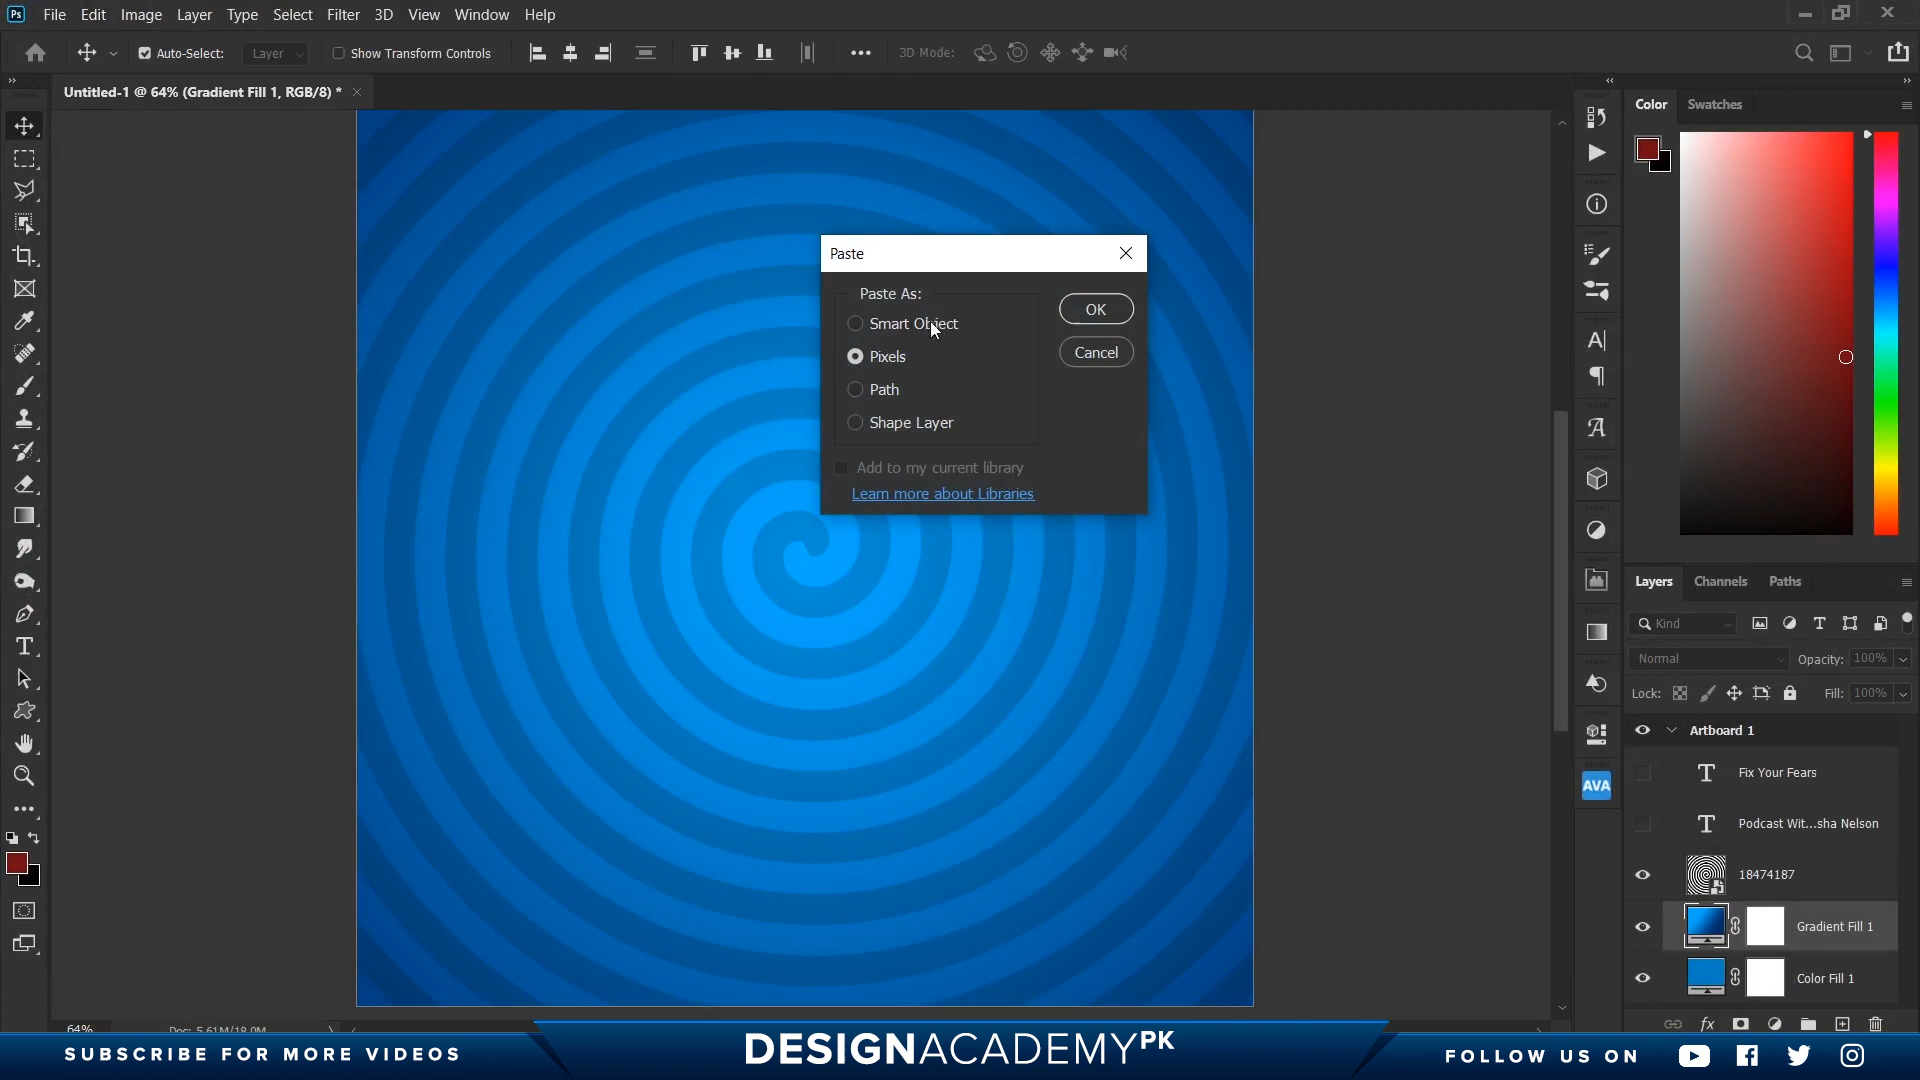 Ps File Edit Image Layer Type Select Filter 3D View Window Help
Auto-Select: Layer Show Transform Controls 3D Mode:
Untitled-1 @ 64% (Gradient Fill 1, RGB/8) *
Color Swatches
Paste
Paste As:
Smart Object
Pixels
Path
Shape Layer
OK
Cancel
Add to my current library
Learn more about Libraries
AVA
Layers Channels Paths
Kind
Normal Opacity: 100%
Lock: Fill: 100%
Artboard 1
Fix Your Fears
Podcast Wit...sha Nelson
18474187
Gradient Fill 1
Color Fill 1
fx
64% Doc: 5.61M/18.0M
SUBSCRIBE FOR MORE VIDEOS
DESIGNACADEMYPK
FOLLOW US ON